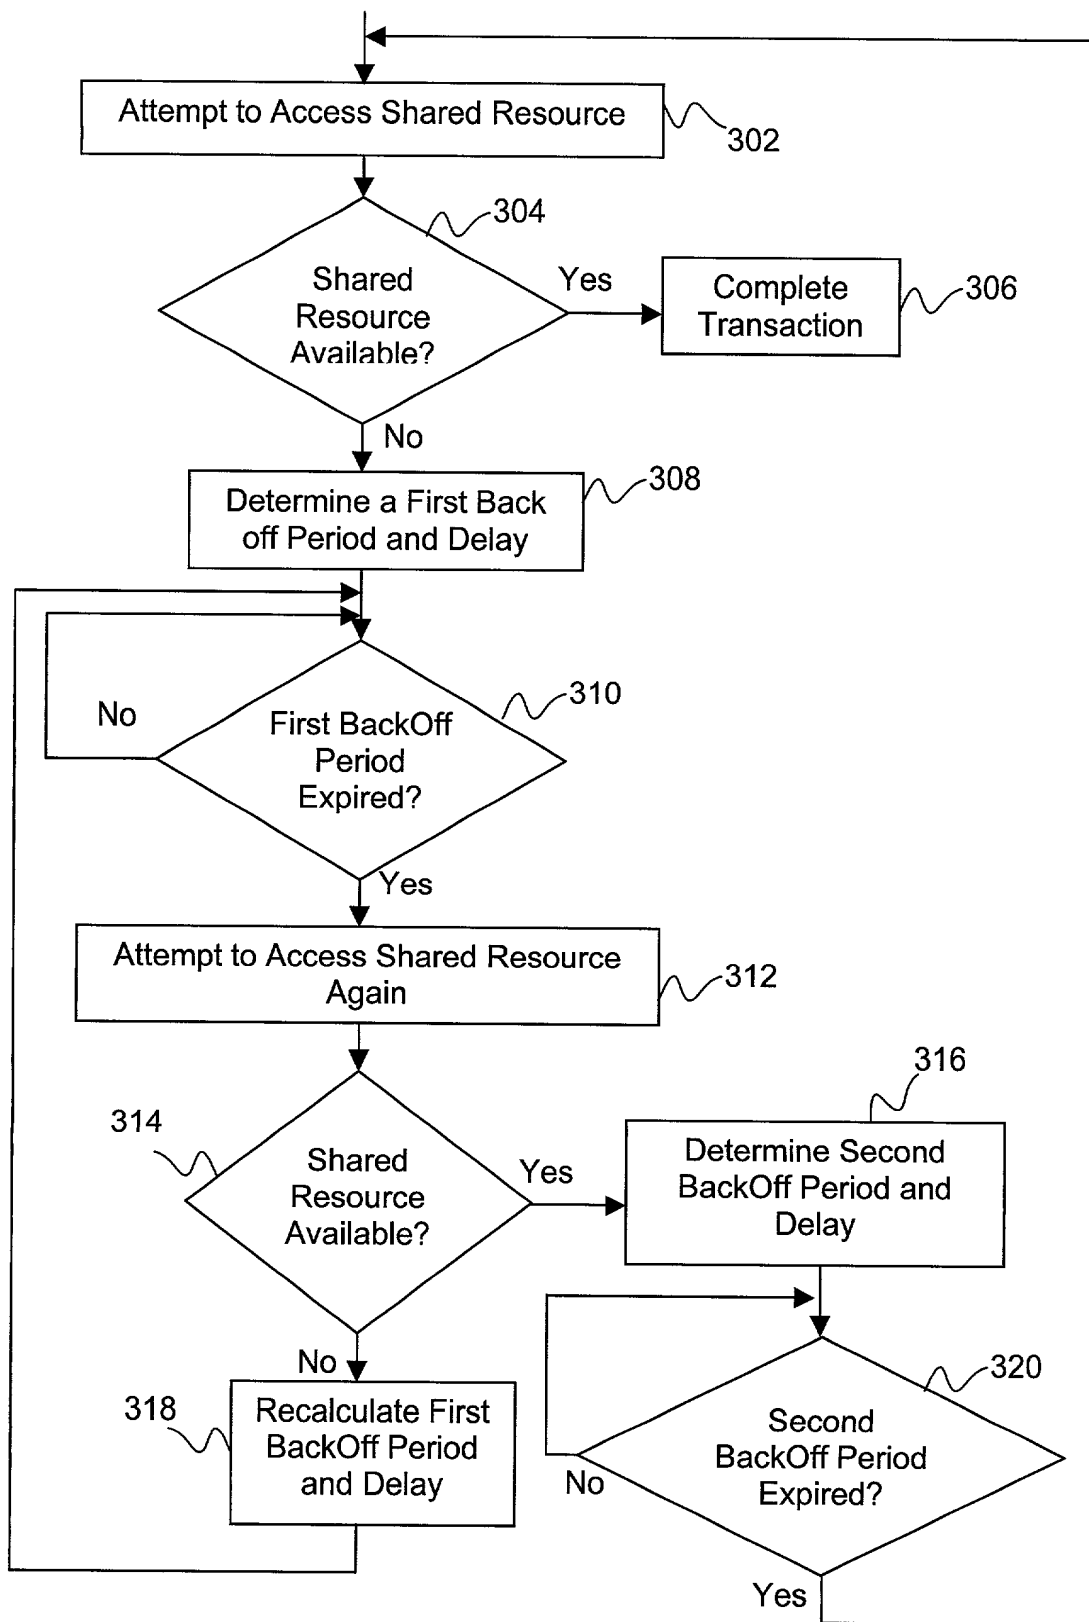 Attempt to Access Shared Resource
302
304
Shared
Resource
Available?
Yes
Complete
Transaction
306
No
Determine a First Back
off Period and Delay
308
No
First BackOff
Period
Expired?
310
Yes
Attempt to Access Shared Resource
Again
312
314
Shared
Resource
Available?
Yes
316
Determine Second
BackOff Period and
Delay
No
318
Recalculate First
BackOff Period
and Delay
320
Second
BackOff Period
Expired?
No
Yes